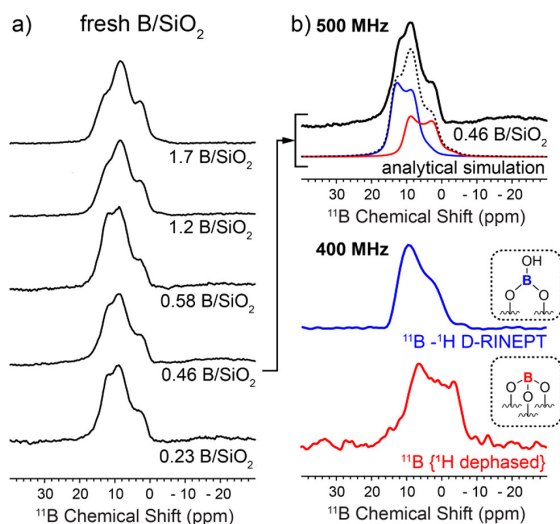 a) fresh B/SiO₂
1.7 B/SiO₂
1.2 B/SiO₂
0.58 B/SiO₂
0.46 B/SiO₂
0.23 B/SiO₂
30 20 10 0 - 10 - 20
¹¹B Chemical Shift (ppm)
b) 500 MHz
0.46 B/SiO₂
analytical simulation
30 20 10 0 - 10 - 20
¹¹B Chemical Shift (ppm)
400 MHz
OH
B
O O
¹¹B -¹H D-RINEPT
B
O O O
¹¹B {¹H dephased}
30 20 10 0 - 10 - 20
¹¹B Chemical Shift (ppm)